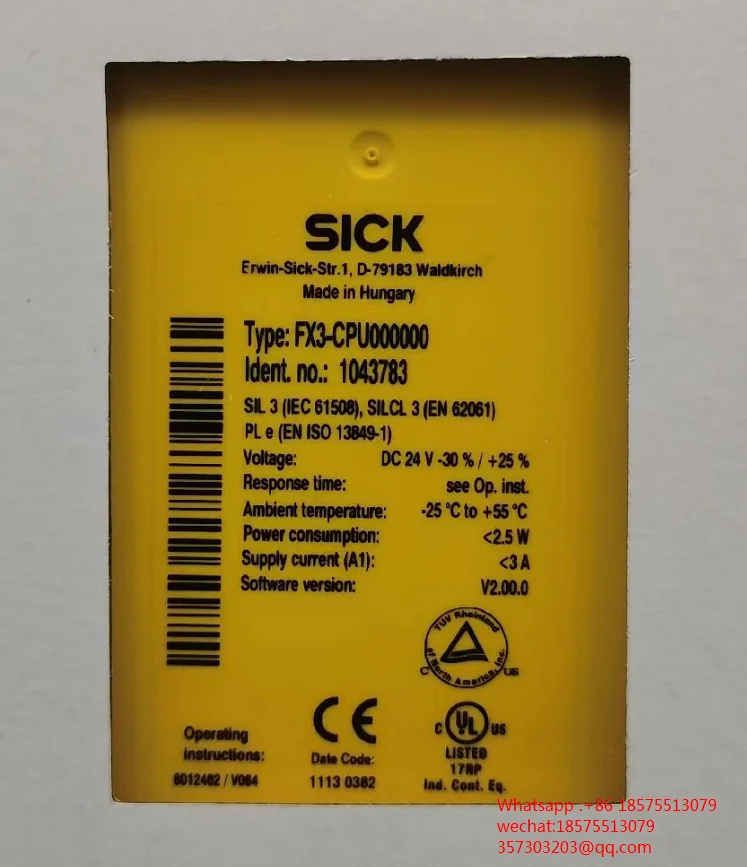 SICK
Erwin-Sick-Str.1, D-79183 Waldkirch
Made in Hungary
Type: FX3-CPU000000
Ident. no.: 1043783
SIL 3 (IEC 61508), SILCL 3 (EN 62061)
PL e (EN ISO 13849-1)
Voltage: DC 24 V -30 % / +25 %
Response time: see Op. inst.
Ambient temperature: -25 °C to +55 °C
Power consumption: <2.5 W
Supply current (A1): <3 A
Software version: V2.00.0
TÜV Rheinland
of North America, Inc.
C US
CE
C UL US
LISTED
17RP
Ind. Cont. Eq.
Operating
instructions:
8012482 / V064
Date Code:
1113 0382
Whatsapp :+86 18575513079
wechat:18575513079
357303203@qq.com